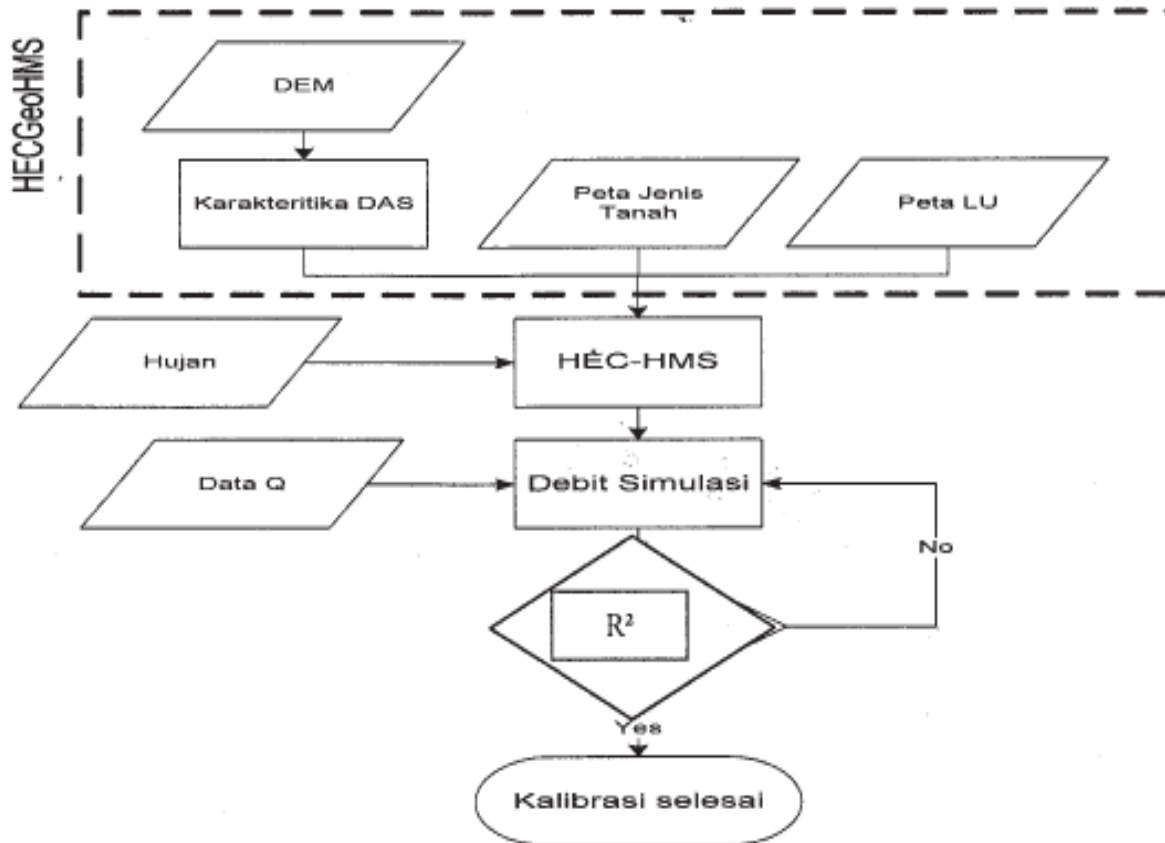 HECGeoHMS
DEM
Karakteritika DAS
Peta Jenis
Tanah
Peta LU
Hujan
HÉC-HMS
Data Q
Debit Simulasi
No
R²
Yes
Kalibrasi selesai